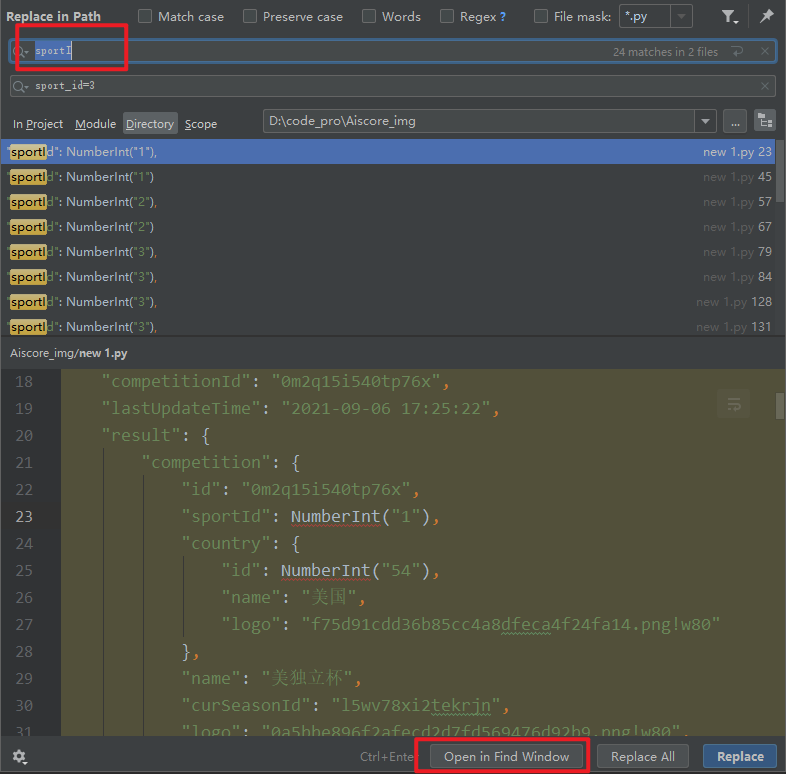 Replace in Path Match case Preserve case Words Regex ? File mask: *.py
sportI 24 matches in 2 files
sport_id=3
In Project Module Directory Scope D:\code_pro\Aiscore_img ...
"sportId": NumberInt("1"), new 1.py 23
"sportId": NumberInt("1") new 1.py 45
"sportId": NumberInt("2"), new 1.py 57
"sportId": NumberInt("2") new 1.py 67
"sportId": NumberInt("3"), new 1.py 79
"sportId": NumberInt("3"), new 1.py 84
"sportId": NumberInt("3"), new 1.py 128
"sportId": NumberInt("3"), new 1.py 131
Aiscore_img/new 1.py
18 "competitionId": "0m2q15i540tp76x",
19 "lastUpdateTime": "2021-09-06 17:25:22",
20 "result": {
21 "competition": {
22 "id": "0m2q15i540tp76x",
23 "sportId": NumberInt("1"),
24 "country": {
25 "id": NumberInt("54"),
26 "name": "美国",
27 "logo": "f75d91cdd36b85cc4a8dfeca4f24fa14.png!w80"
28 },
29 "name": "美独立杯",
30 "curSeasonId": "l5wv78xi2tekrjn",
31 "logo": "0a5bbe896f2afecd2d7fd569476d92b9.png!w80",
Ctrl+Enter Open in Find Window Replace All Replace